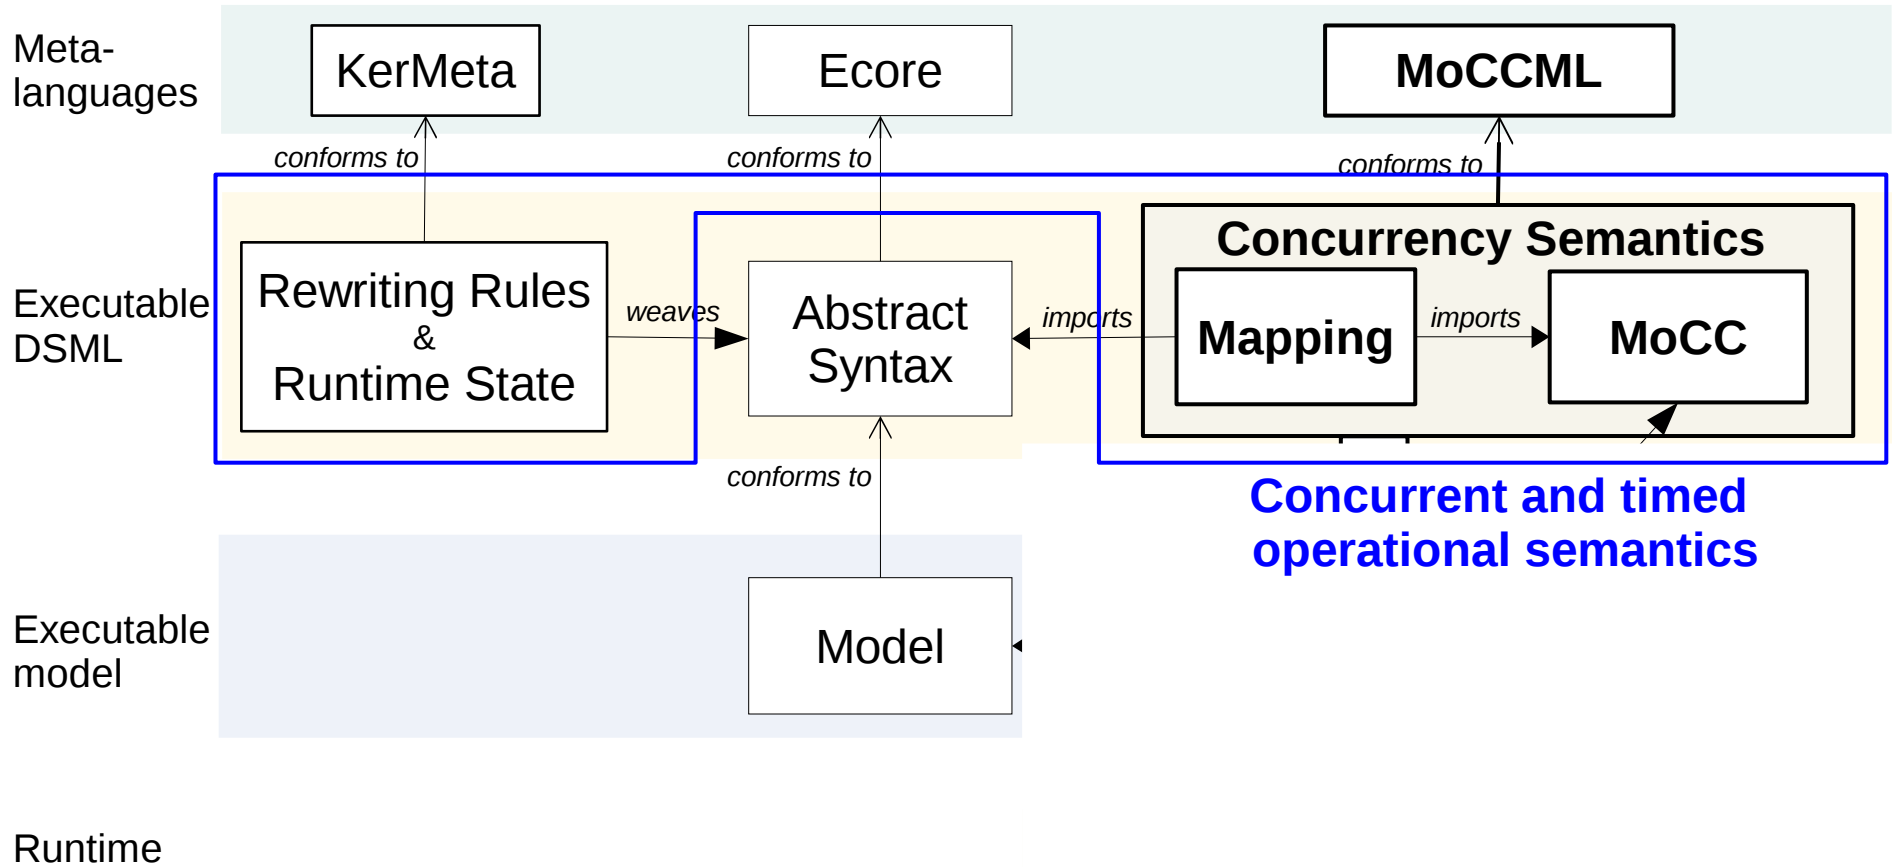 Meta-
languages
KerMeta
Ecore
MoCCML
conforms to
conforms to
conforms to
Executable
DSML
Rewriting Rules
&
Runtime State
weaves
Abstract
Syntax
imports
Concurrency Semantics
Mapping
imports
MoCC
conforms to
Concurrent and timed
operational semantics
Executable
model
Model
Runtime